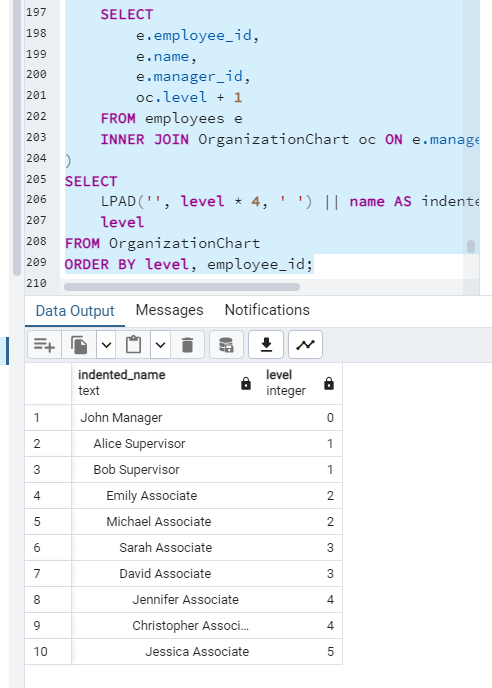 197 SELECT
198 e.employee_id,
199 e.name,
200 e.manager_id,
201 oc.level + 1
202 FROM employees e
203 INNER JOIN OrganizationChart oc ON e.manage
204 )
205 SELECT
206 LPAD('', level * 4, ' ') || name AS indente
207 level
208 FROM OrganizationChart
209 ORDER BY level, employee_id;
210
Data Output Messages Notifications
indented_name level
text integer
1 John Manager 0
2 Alice Supervisor 1
3 Bob Supervisor 1
4 Emily Associate 2
5 Michael Associate 2
6 Sarah Associate 3
7 David Associate 3
8 Jennifer Associate 4
9 Christopher Associ... 4
10 Jessica Associate 5